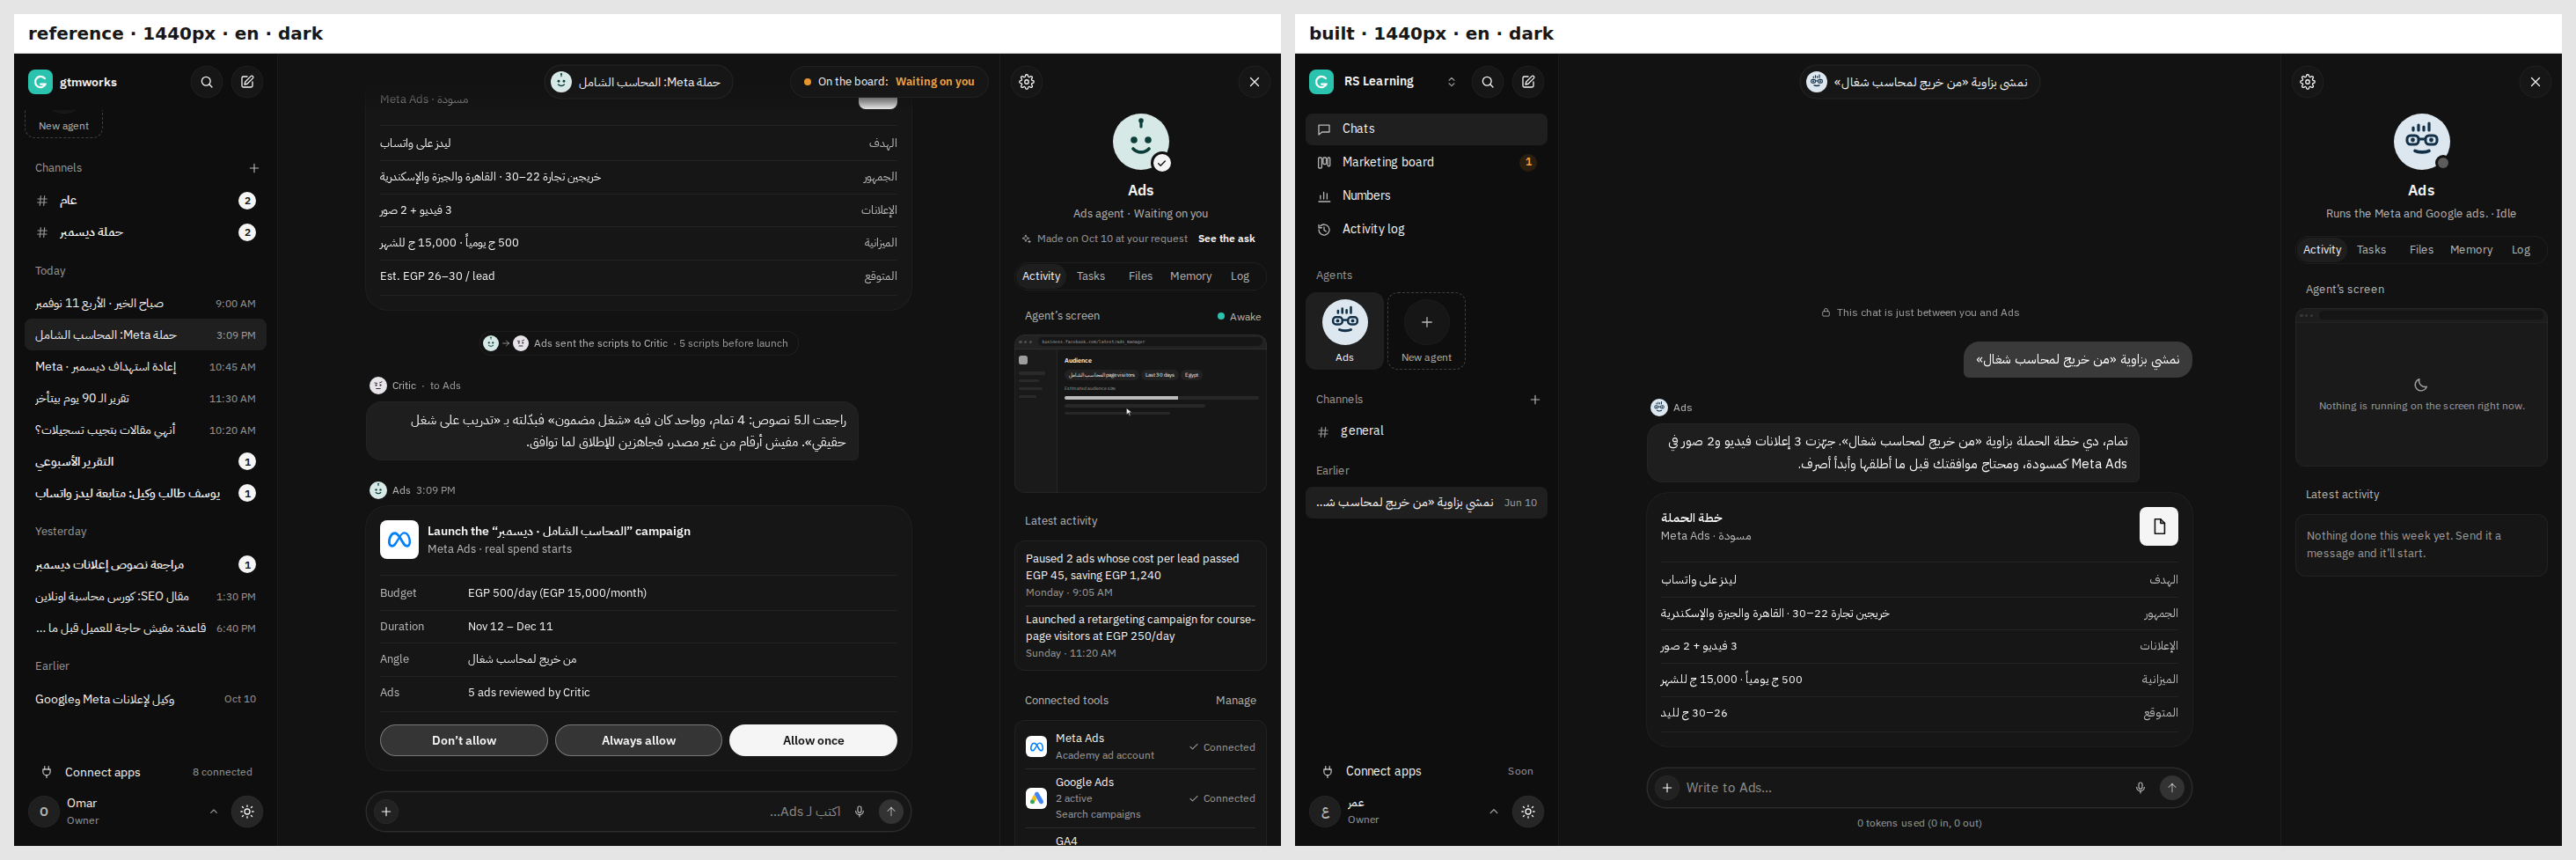 reference · 1440px · en · dark
gtmworks
New agent
Channels
عام
2
حملة ديسمبر
2
Today
صباح الخير · الأربع 11 نوفمبر
9:00 AM
حملة Meta: المحاسب الشامل
3:09 PM
إعادة استهداف ديسمبر · Meta
10:45 AM
تقرير الـ 90 يوم بيتأخر
11:30 AM
أنهي مقالات بتجيب تسجيلات؟
10:20 AM
التقرير الأسبوعي
1
يوسف طالب وكيل: متابعة ليدز واتساب
1
Yesterday
مراجعة نصوص إعلانات ديسمبر
1
مقال SEO: كورس محاسبة اونلاين
1:30 PM
قاعدة: مفيش حاجة للعميل قبل ما ...
6:40 PM
Earlier
وكيل لإعلانات Meta وGoogle
Oct 10
Connect apps
8 connected
O
Omar
Owner
حملة Meta: المحاسب الشامل
On the board: Waiting on you
مسودة · Meta Ads
الهدف
ليدز على واتساب
الجمهور
خريجين تجارة 22–30 · القاهرة والجيزة والإسكندرية
الإعلانات
3 فيديو + 2 صور
الميزانية
500 ج يومياً · 15,000 ج للشهر
المتوقع
Est. EGP 26–30 / lead
Ads sent the scripts to Critic · 5 scripts before launch
Critic · to Ads
راجعت الـ5 نصوص: 4 تمام، وواحد كان فيه «شغل مضمون» فبدّلته بـ «تدريب على شغل
حقيقي». مفيش أرقام من غير مصدر، فجاهزين للإطلاق لما توافق.
Ads 3:09 PM
Launch the “المحاسب الشامل · ديسمبر” campaign
Meta Ads · real spend starts
Budget
EGP 500/day (EGP 15,000/month)
Duration
Nov 12 – Dec 11
Angle
من خريج لمحاسب شغال
Ads
5 ads reviewed by Critic
Don't allow
Always allow
Allow once
اكتب لـ Ads...
Ads
Ads agent · Waiting on you
Made on Oct 10 at your request See the ask
Activity
Tasks
Files
Memory
Log
Agent's screen
Awake
business.facebook.com/latest/ads_manager
Audience
المحاسب الشامل page visitors
Last 30 days
Egypt
Estimated audience size
Latest activity
Paused 2 ads whose cost per lead passed
EGP 45, saving EGP 1,240
Monday · 9:05 AM
Launched a retargeting campaign for course-
page visitors at EGP 250/day
Sunday · 11:20 AM
Connected tools
Manage
Meta Ads
Academy ad account
Connected
Google Ads
2 active
Search campaigns
Connected
GA4
built · 1440px · en · dark
RS Learning
Chats
Marketing board
1
Numbers
Activity log
Agents
Ads
New agent
Channels
general
Earlier
نمشي بزاوية «من خريج لمحاسب شـ...
Jun 10
Connect apps
Soon
ع
عمر
Owner
نمشي بزاوية «من خريج لمحاسب شغال»
This chat is just between you and Ads
نمشي بزاوية «من خريج لمحاسب شغال»
Ads
تمام، دي خطة الحملة بزاوية «من خريج لمحاسب شغال». جهزت 3 إعلانات فيديو و2 صور في
Meta Ads كمسودة، ومحتاج موافقتك قبل ما أطلقها وأبدأ أصرف.
خطة الحملة
مسودة · Meta Ads
الهدف
ليدز على واتساب
الجمهور
خريجين تجارة 22–30 · القاهرة والجيزة والإسكندرية
الإعلانات
3 فيديو + 2 صور
الميزانية
500 ج يومياً · 15,000 ج للشهر
المتوقع
26–30 ج لليد
Write to Ads...
0 tokens used (0 in, 0 out)
Ads
Runs the Meta and Google ads. · Idle
Activity
Tasks
Files
Memory
Log
Agent's screen
Nothing is running on the screen right now.
Latest activity
Nothing done this week yet. Send it a
message and it'll start.